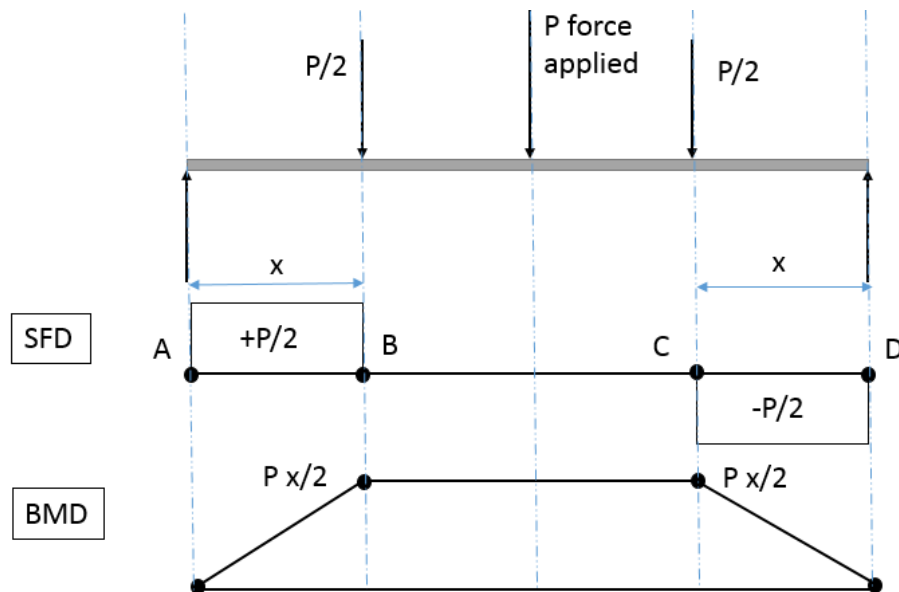 P force
applied
P/2
P/2
x
x
SFD
A
+P/2
B
C
D
-P/2
P x/2
P x/2
BMD